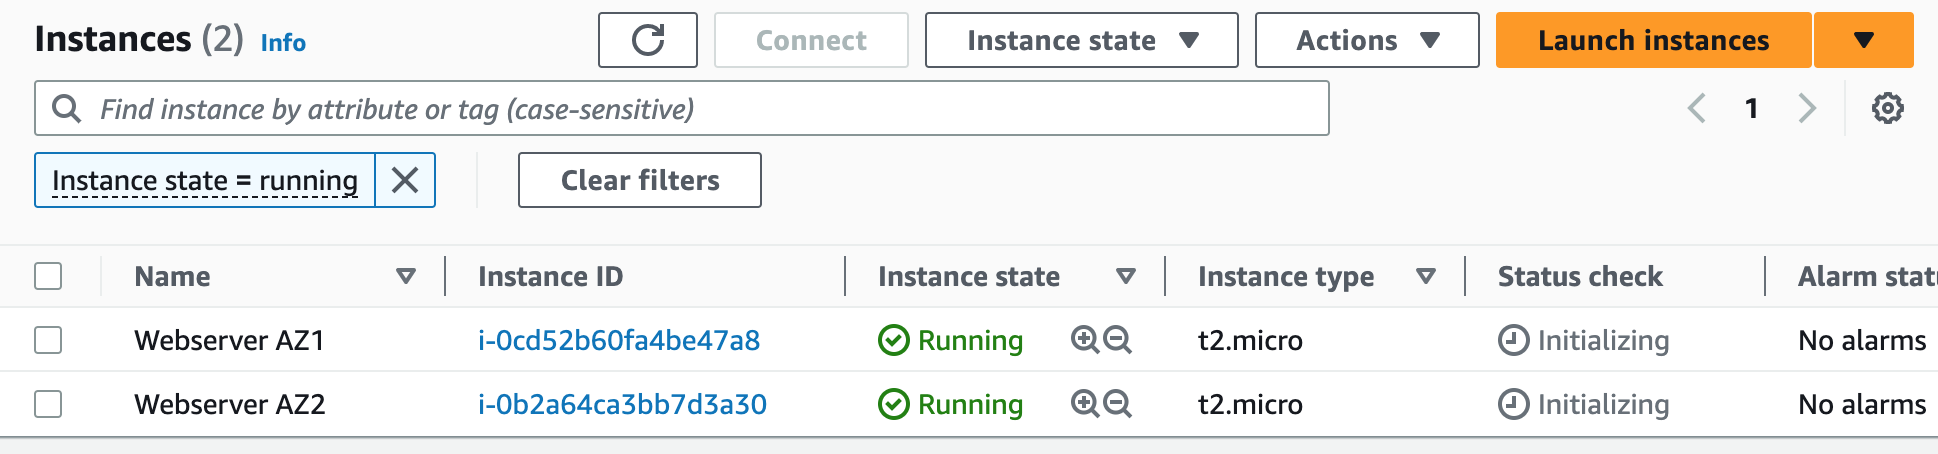 Instances (2) Info Connect Instance state Actions Launch instances
Find instance by attribute or tag (case-sensitive) 1
Instance state = running Clear filters
Name Instance ID Instance state Instance type Status check Alarm stat
Webserver AZ1 i-0cd52b60fa4be47a8 Running t2.micro Initializing No alarms
Webserver AZ2 i-0b2a64ca3bb7d3a30 Running t2.micro Initializing No alarms